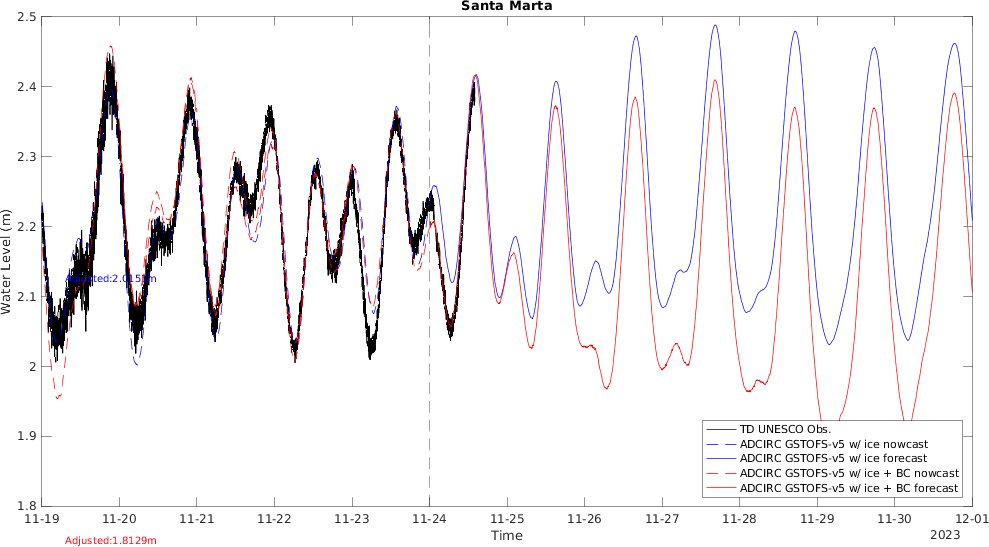 Santa Marta
Water Level (m)
2.5
2.4
2.3
2.2
2.1
2
1.9
1.8
11-19
11-20
11-21
11-22
11-23
11-24
11-25
11-26
11-27
11-28
11-29
11-30
12-01
Time
2023
Adjusted:1.8129m
TD UNESCO Obs.
ADCIRC GSTOFS-v5 w/ ice nowcast
ADCIRC GSTOFS-v5 w/ ice forecast
ADCIRC GSTOFS-v5 w/ ice + BC nowcast
ADCIRC GSTOFS-v5 w/ ice + BC forecast